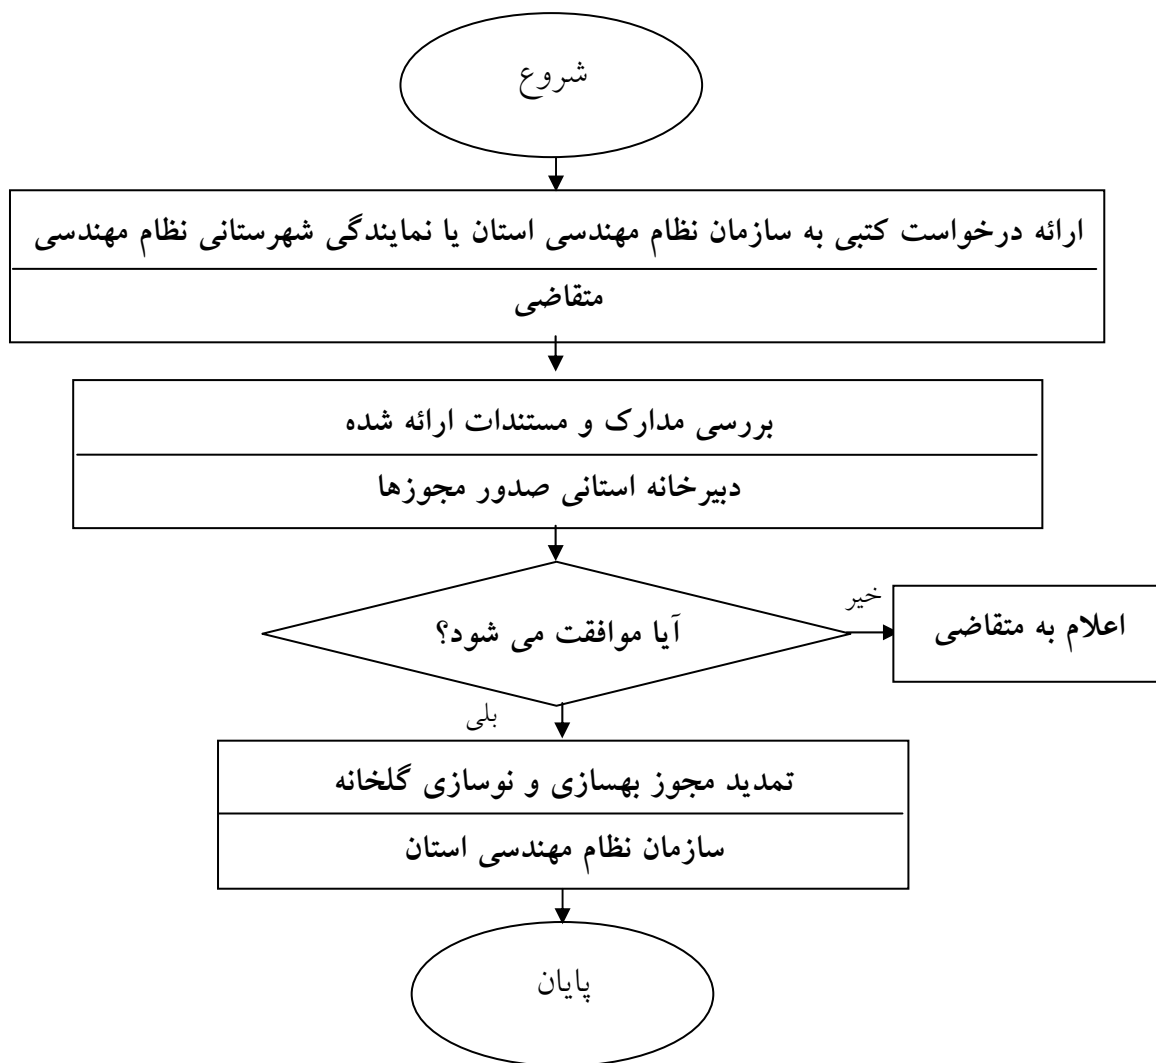 شروع
ارائه درخواست کتبی به سازمان نظام مهندسی استان یا نمایندگی شهرستانی نظام مهندسی
متقاضی
بررسی مدارک و مستندات ارائه شده
دبیرخانه استانی صدور مجوزها
آیا موافقت می شود؟
خیر
اعلام به متقاضی
بلی
تمدید مجوز بهسازی و نوسازی گلخانه
سازمان نظام مهندسی استان
پایان